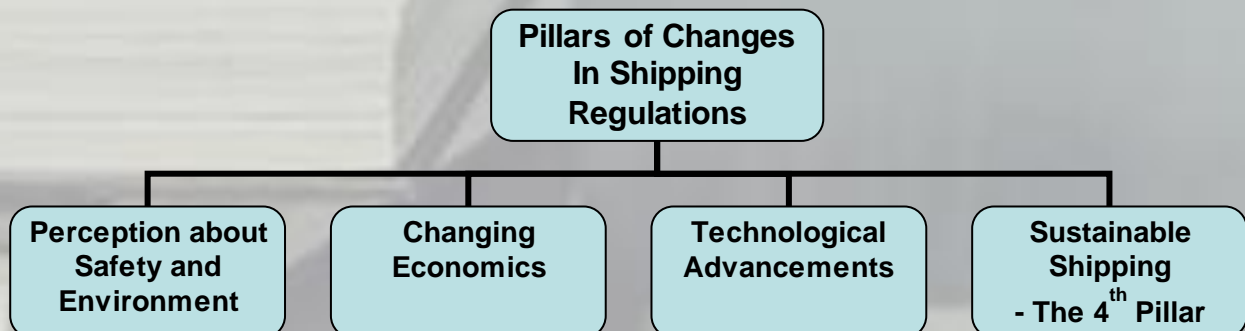 Pillars of Changes
In Shipping
Regulations
Perception about
Safety and
Environment
Changing
Economics
Technological
Advancements
Sustainable
Shipping
- The 4th Pillar